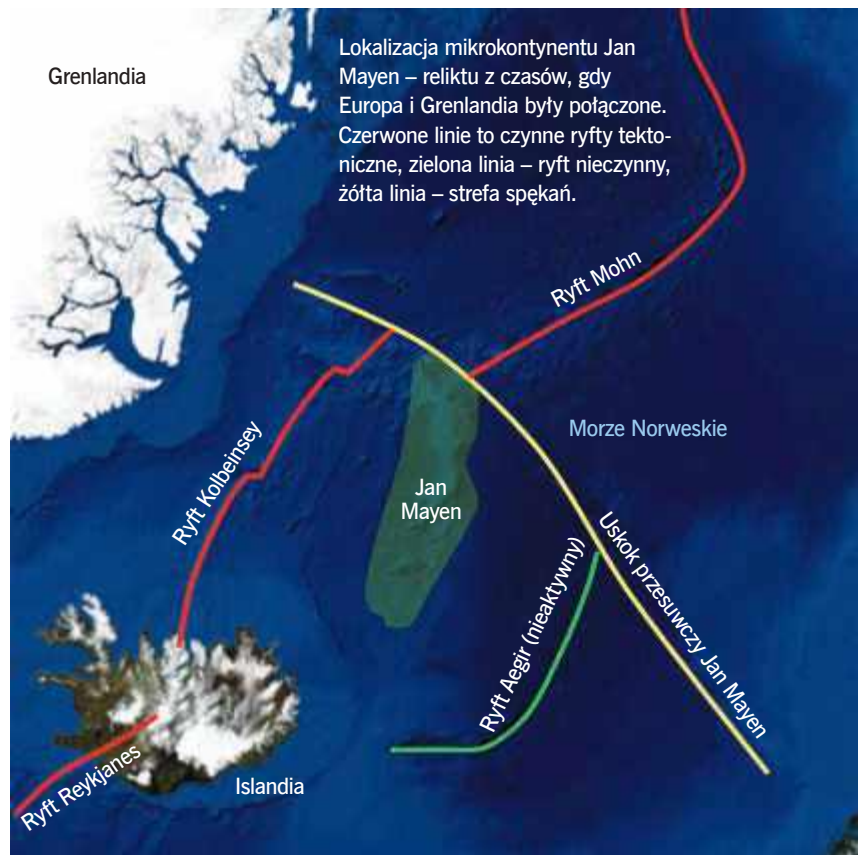 Grenlandia
Lokalizacja mikrokontynentu Jan
Mayen – reliktu z czasów, gdy
Europa i Grenlandia były połączone.
Czerwone linie to czynne ryfty tekto-
niczne, zielona linia – ryft nieczynny,
żółta linia – strefa spękań.
Ryft Mohn
Morze Norweskie
Ryft Kolbeinsey
Jan
Mayen
Uskok przesuwczy Jan Mayen
Ryft Aegir (nieaktywny)
Ryft Reykjanes
Islandia